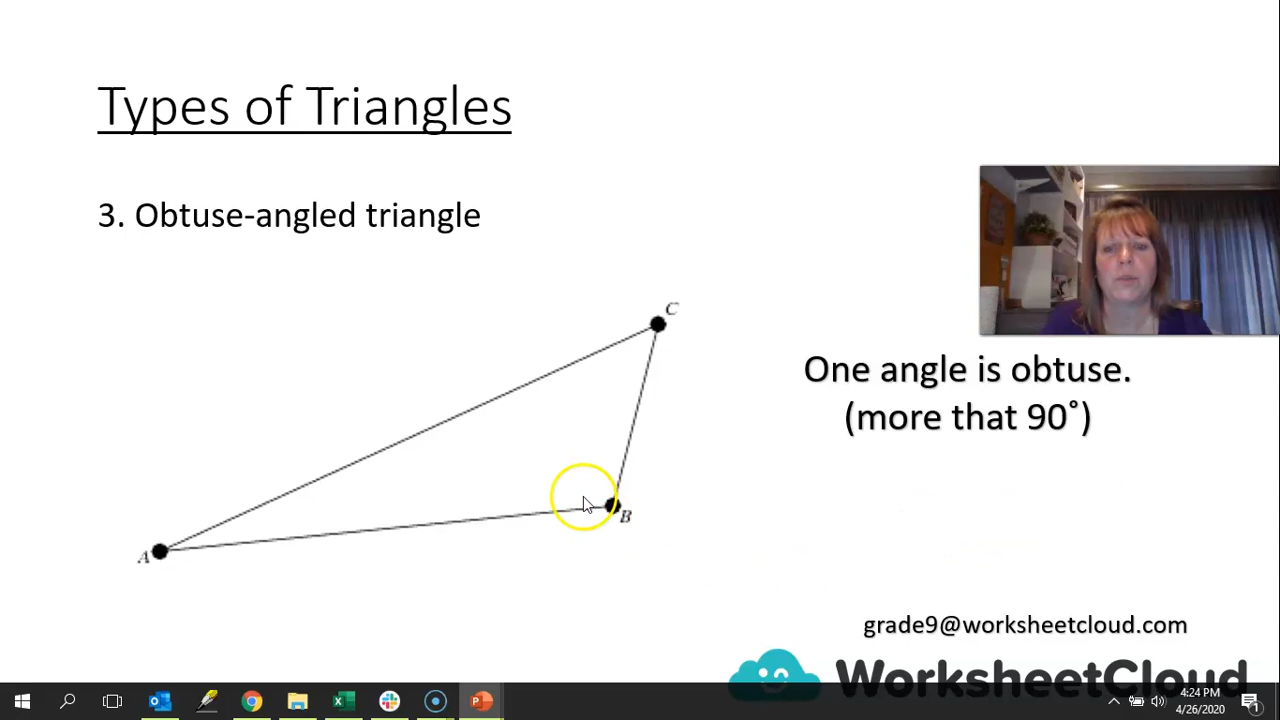 Types of Triangles
3. Obtuse-angled triangle
C
One angle is obtuse.
(more that 90˚)
B
A
grade9@worksheetcloud.com
WorksheetCloud
4:24 PM
4/26/2020
1